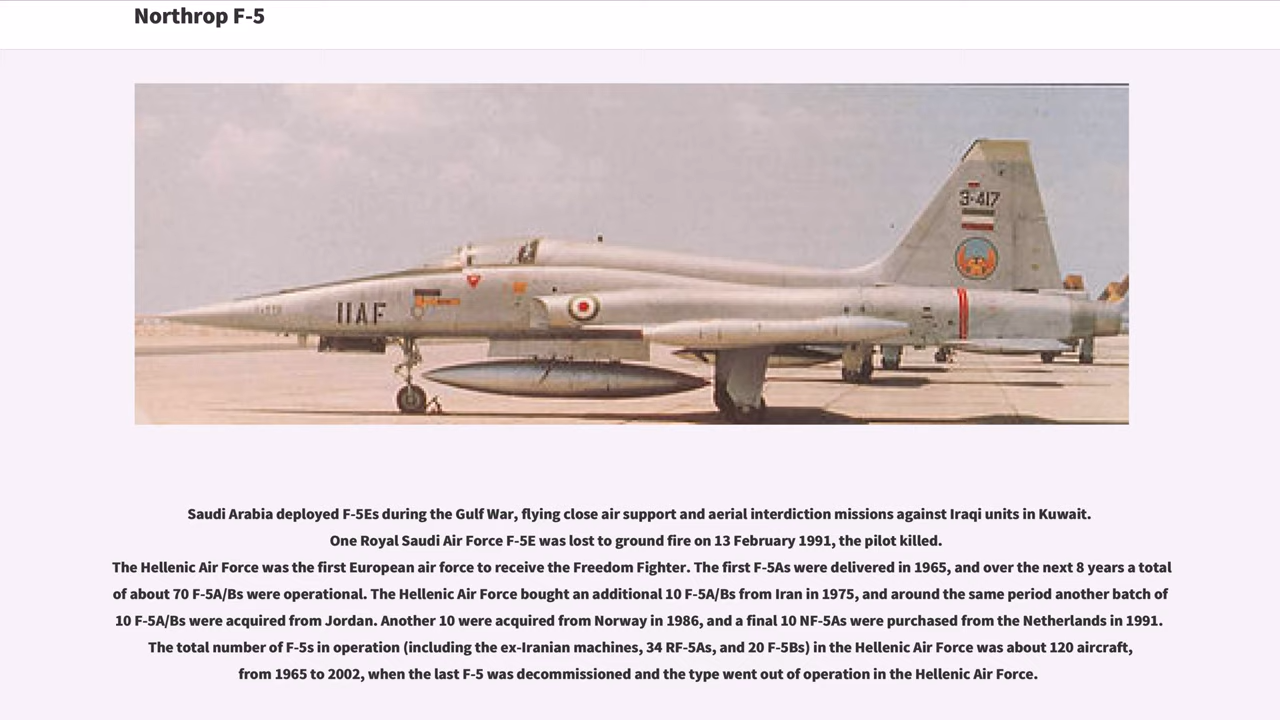 Northrop F-5
3-417
IIAF
Saudi Arabia deployed F-5Es during the Gulf War, flying close air support and aerial interdiction missions against Iraqi units in Kuwait.
One Royal Saudi Air Force F-5E was lost to ground fire on 13 February 1991, the pilot killed.
The Hellenic Air Force was the first European air force to receive the Freedom Fighter. The first F-5As were delivered in 1965, and over the next 8 years a total
of about 70 F-5A/Bs were operational. The Hellenic Air Force bought an additional 10 F-5A/Bs from Iran in 1975, and around the same period another batch of
10 F-5A/Bs were acquired from Jordan. Another 10 were acquired from Norway in 1986, and a final 10 NF-5As were purchased from the Netherlands in 1991.
The total number of F-5s in operation (including the ex-Iranian machines, 34 RF-5As, and 20 F-5Bs) in the Hellenic Air Force was about 120 aircraft,
from 1965 to 2002, when the last F-5 was decommissioned and the type went out of operation in the Hellenic Air Force.